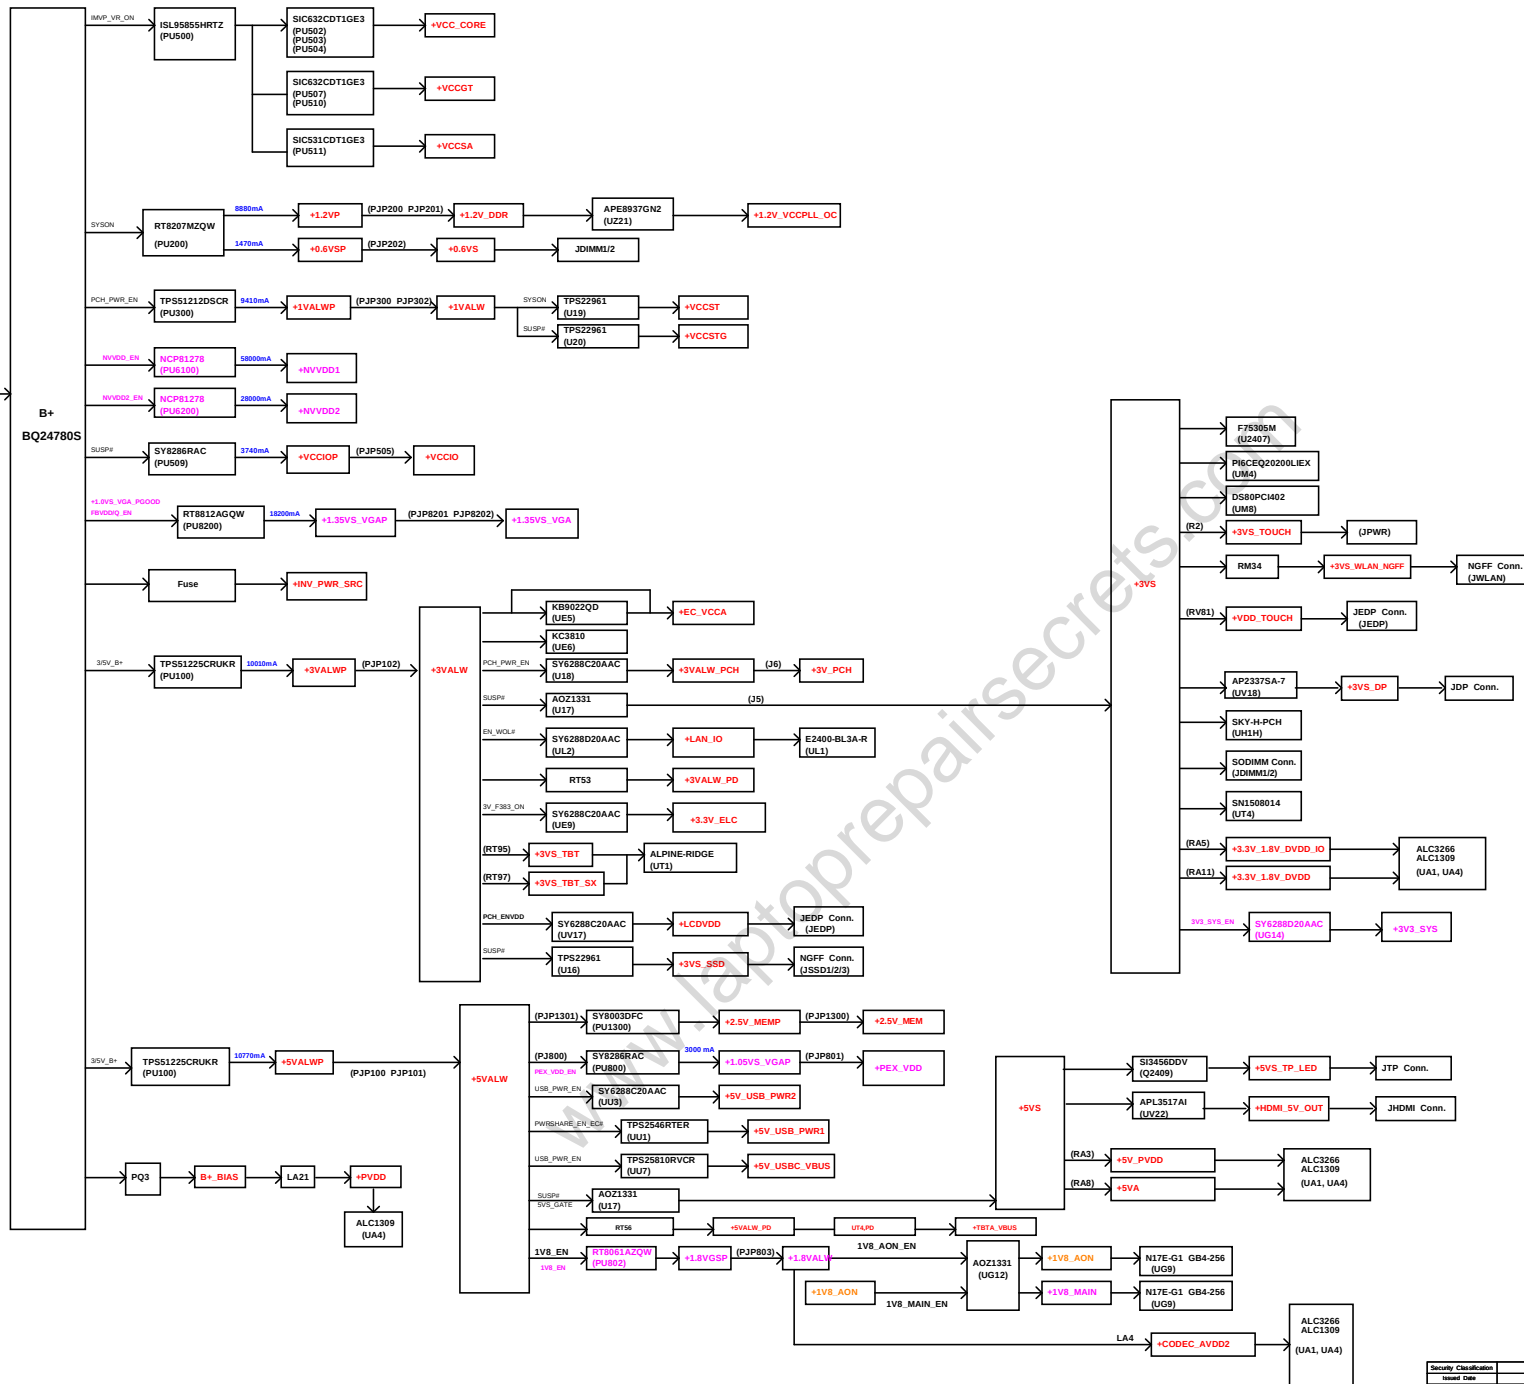 IMVP_VR_ON
ISL95855HRTZ
(PU500)
SIC632CDT1GE3
(PU502)
(PU503)
(PU504)
+VCC_CORE
SIC632CDT1GE3
(PU507)
(PU510)
+VCCGT
SIC531CDT1GE3
(PU511)
+VCCSA
SYSON
RT8207MZQW
(PU200)
8880mA
+1.2VP
(PJP200 PJP201)
+1.2V_DDR
APE8937GN2
(UZ21)
+1.2V_VCCPLL_OC
1470mA
+0.6VSP
(PJP202)
+0.6VS
JDIMM1/2
PCH_PWR_EN
TPS51212DSCR
(PU300)
9410mA
+1VALWP
(PJP300 PJP302)
+1VALW
SYSON
TPS22961
(U19)
+VCCST
SUSP#
TPS22961
(U20)
+VCCSTG
NVVDD_EN
NCP81278
(PU6100)
58000mA
+NVVDD1
NVVDD2_EN
NCP81278
(PU6200)
28000mA
+NVVDD2
B+
BQ24780S
SUSP#
SY8286RAC
(PU509)
3740mA
+VCCIOP
(PJP505)
+VCCIO
+1.0VS_VGA_PGOOD
FBVDD/Q_EN
RT8812AGQW
(PU8200)
18200mA
+1.35VS_VGAP
(PJP8201 PJP8202)
+1.35VS_VGA
Fuse
+INV_PWR_SRC
3/5V_B+
TPS51225CRUKR
(PU100)
10010mA
+3VALWP
(PJP102)
+3VALW
KB9022QD
(UE5)
+EC_VCCA
KC3810
(UE6)
PCH_PWR_EN
SY6288C20AAC
(U18)
+3VALW_PCH
(J6)
+3V_PCH
SUSP#
AOZ1331
(U17)
(J5)
EN_WOL#
SY6288D20AAC
(UL2)
+LAN_IO
E2400-BL3A-R
(UL1)
RT53
+3VALW_PD
3V_F383_ON
SY6288C20AAC
(UE9)
+3.3V_ELC
(RT95)
+3VS_TBT
ALPINE-RIDGE
(UT1)
(RT97)
+3VS_TBT_SX
PCH_ENVDD
SY6288C20AAC
(UV17)
+LCDVDD
JEDP Conn.
(JEDP)
SUSP#
TPS22961
(U16)
+3VS_SSD
NGFF Conn.
(JSSD1/2/3)
+3VS
F75305M
(U2407)
PI6CEQ20200LIEX
(UM4)
DS80PCI402
(UM8)
(R2)
+3VS_TOUCH
(JPWR)
RM34
+3VS_WLAN_NGFF
NGFF Conn.
(JWLAN)
(RV81)
+VDD_TOUCH
JEDP Conn.
(JEDP)
AP2337SA-7
(UV18)
+3VS_DP
JDP Conn.
SKY-H-PCH
(UH1H)
SODIMM Conn.
(JDIMM1/2)
SN1508014
(UT4)
(RA5)
+3.3V_1.8V_DVDD_IO
ALC3266
ALC1309
(UA1, UA4)
(RA11)
+3.3V_1.8V_DVDD
3V3_SYS_EN
SY6288D20AAC
(UG14)
+3V3_SYS
www.laptoprepairsecrets.com
3/5V_B+
TPS51225CRUKR
(PU100)
10770mA
+5VALWP
(PJP100 PJP101)
+5VALW
(PJP1301)
SY8003DFC
(PU1300)
+2.5V_MEMP
(PJP1300)
+2.5V_MEM
(PJ800)
PEX_VDD_EN
SY8286RAC
(PU800)
3000 mA
+1.05VS_VGAP
(PJP801)
+PEX_VDD
USB_PWR_EN
SY6288C20AAC
(UU3)
+5V_USB_PWR2
PWRSHARE_EN_EC#
TPS2546RTER
(UU1)
+5V_USB_PWR1
USB_PWR_EN
TPS25810RVCR
(UU7)
+5V_USBC_VBUS
SUSP#
5VS_GATE
AOZ1331
(U17)
RT56
+5VALW_PD
UT4,PD
+TBTA_VBUS
1V8_EN
1V8_EN
RT8061AZQW
(PU802)
+1.8VGSP
(PJP803)
+1.8VALW
1V8_AON_EN
AOZ1331
(UG12)
+1V8_AON
N17E-G1 GB4-256
(UG9)
+1V8_AON
1V8_MAIN_EN
+1V8_MAIN
N17E-G1 GB4-256
(UG9)
LA4
+CODEC_AVDD2
ALC3266
ALC1309
(UA1, UA4)
+5VS
SI3456DDV
(Q2409)
+5VS_TP_LED
JTP Conn.
APL3517AI
(UV22)
+HDMI_5V_OUT
JHDMI Conn.
(RA3)
+5V_PVDD
ALC3266
ALC1309
(UA1, UA4)
(RA8)
+5VA
PQ3
B+_BIAS
LA21
+PVDD
ALC1309
(UA4)
Security Classification
Issued Date